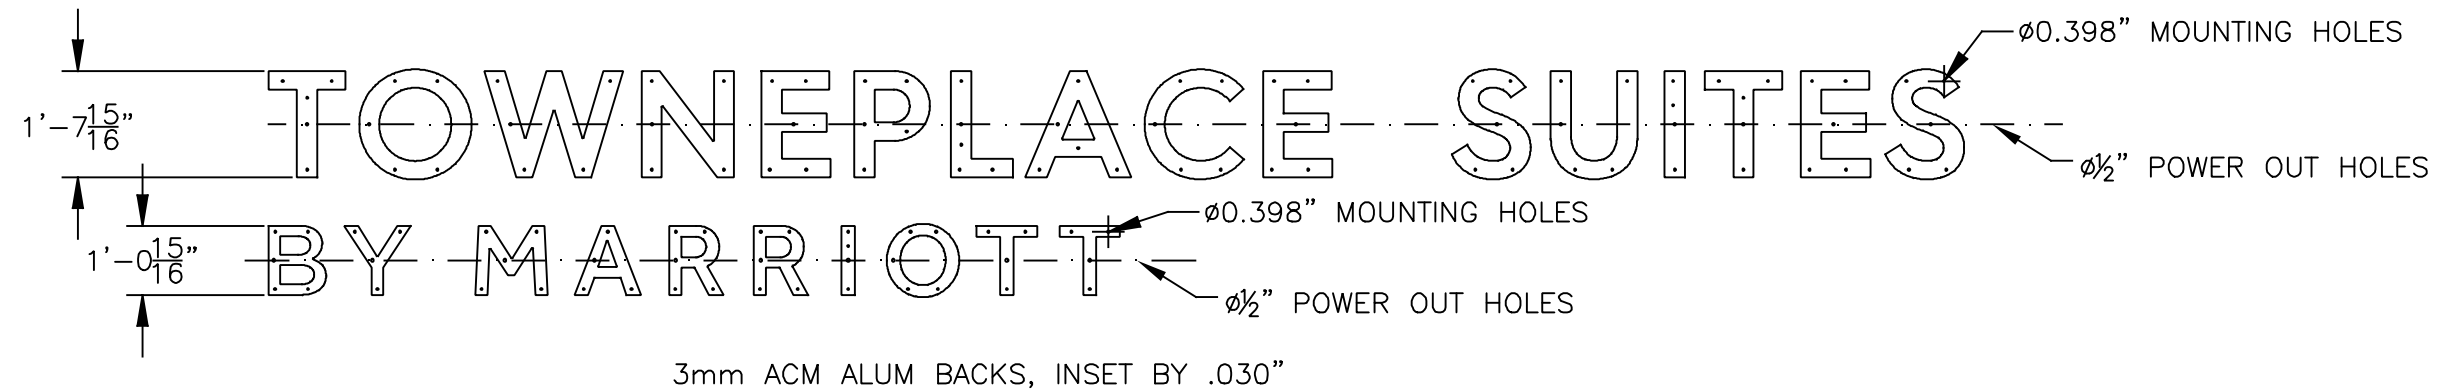 ø0.398” MOUNTING HOLES
TOWNEPLACE SUITES
1'-7 15/16”
ø½” POWER OUT HOLES
ø0.398” MOUNTING HOLES
BY MARRIOTT
1'-0 15/16”
ø½” POWER OUT HOLES
3mm ACM ALUM BACKS, INSET BY .030”